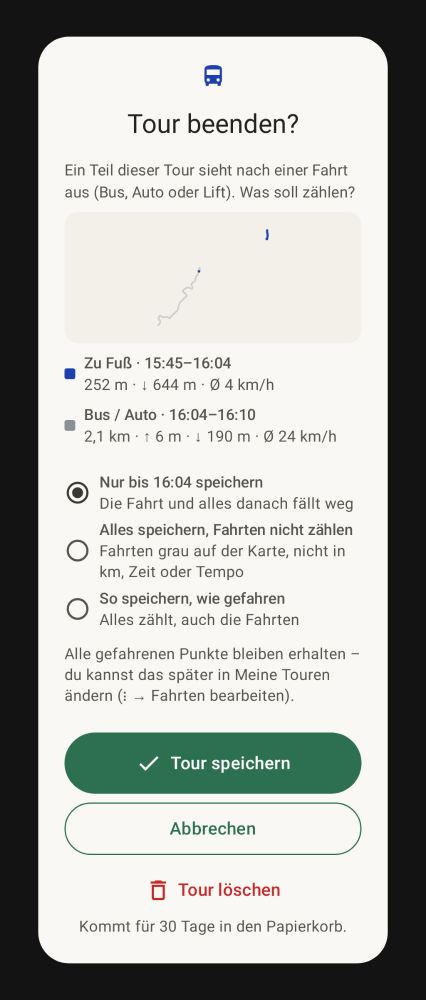 Tour beenden?
Ein Teil dieser Tour sieht nach einer Fahrt
aus (Bus, Auto oder Lift). Was soll zählen?
Zu Fuß · 15:45–16:04
252 m · ↓ 644 m · Ø 4 km/h
Bus / Auto · 16:04–16:10
2,1 km · ↑ 6 m · ↓ 190 m · Ø 24 km/h
Nur bis 16:04 speichern
Die Fahrt und alles danach fällt weg
Alles speichern, Fahrten nicht zählen
Fahrten grau auf der Karte, nicht in
km, Zeit oder Tempo
So speichern, wie gefahren
Alles zählt, auch die Fahrten
Alle gefahrenen Punkte bleiben erhalten –
du kannst das später in Meine Touren
ändern (⁝ → Fahrten bearbeiten).
Tour speichern
Abbrechen
Tour löschen
Kommt für 30 Tage in den Papierkorb.